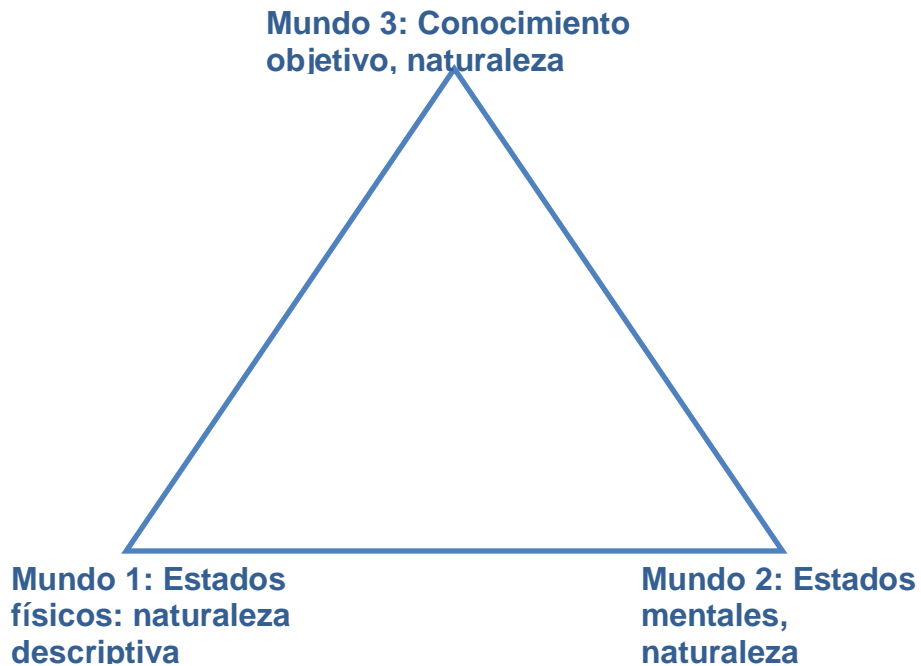 Mundo 3: Conocimiento
objetivo, naturaleza
Mundo 1: Estados
físicos: naturaleza
descriptiva
Mundo 2: Estados
mentales,
naturaleza